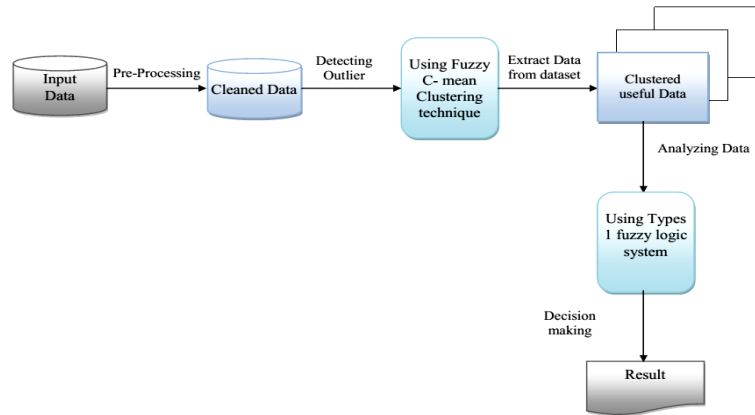 Input
Data
Pre-Processing
Cleaned Data
Detecting
Outlier
Using Fuzzy
C- mean
Clustering
technique
Extract Data
from dataset
Clustered
useful Data
Analyzing Data
Using Types
1 fuzzy logic
system
Decision
making
Result